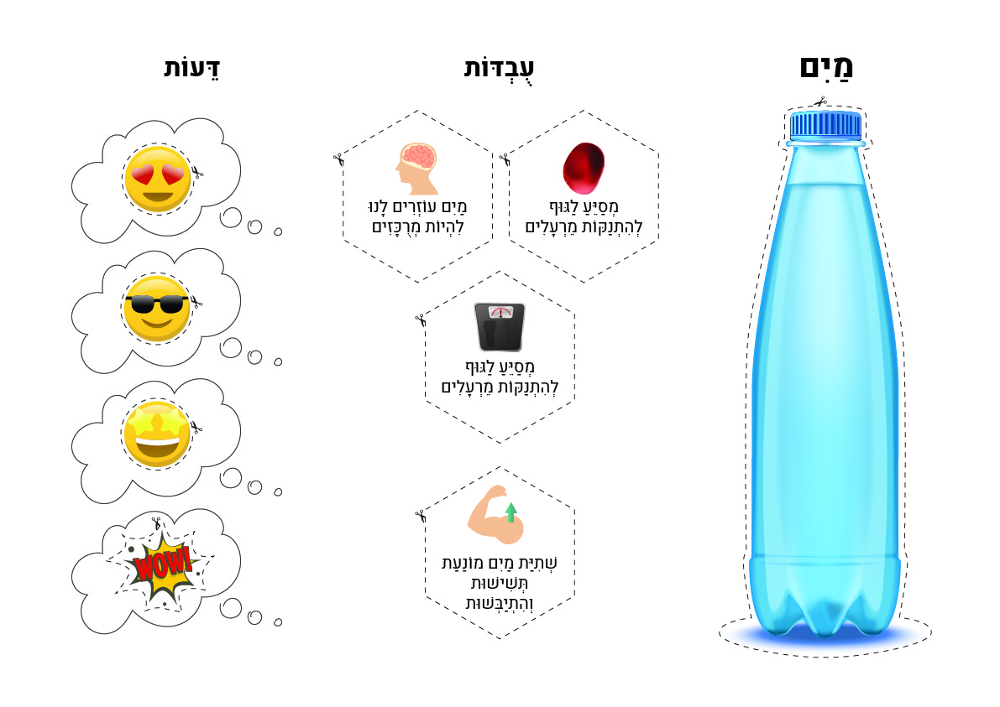 מַיִם
עֻבְדּוֹת
דֵּעוֹת
מְסַיֵּעַ לַגּוּף
לְהִתְנַקּוֹת מֵרְעָלִים
מַיִם עוֹזְרִים לָנוּ
לִהְיוֹת מְרֻכָּזִים
מְסַיֵּעַ לַגּוּף
לְהִתְנַקּוֹת מֵרְעָלִים
שְׁתִיַּת מַיִם מוֹנַעַת
תְּשִׁישׁוּת
וְהִתְיַבְּשׁוּת
WOW!